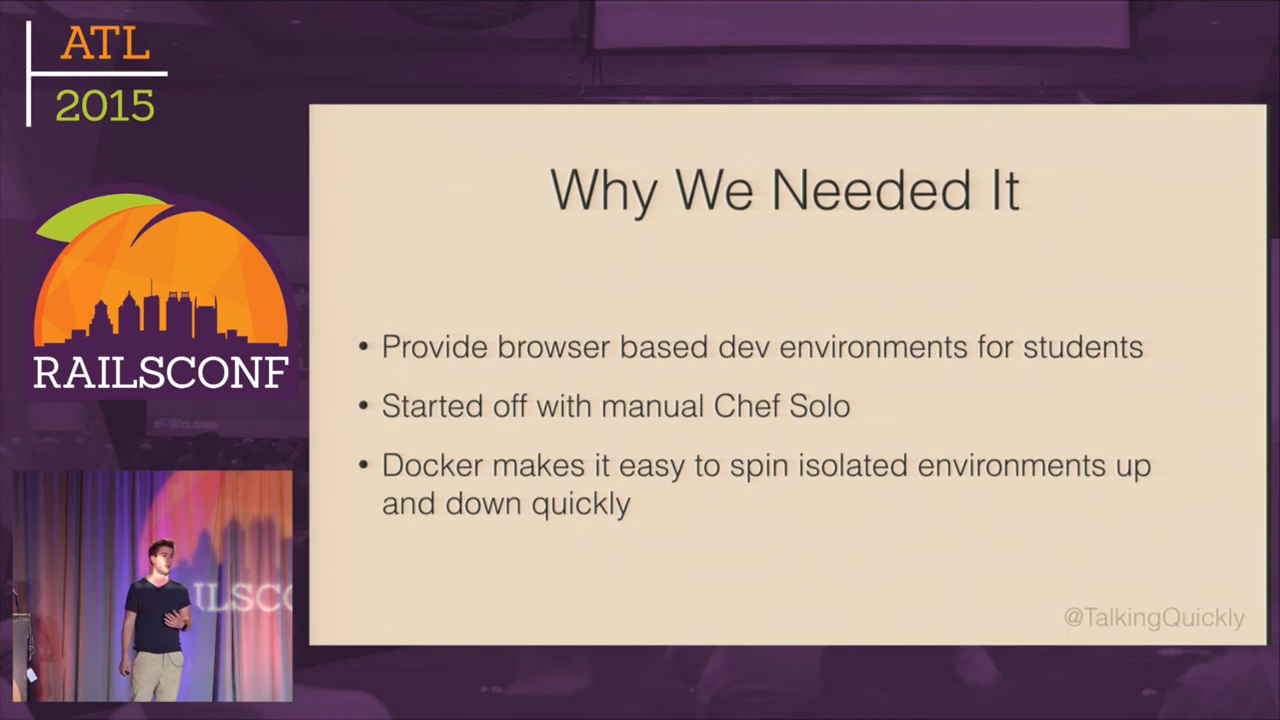 ATL
2015
RAILSCONF
Why We Needed It
• Provide browser based dev environments for students
• Started off with manual Chef Solo
• Docker makes it easy to spin isolated environments up
and down quickly
@TalkingQuickly
ILSCO